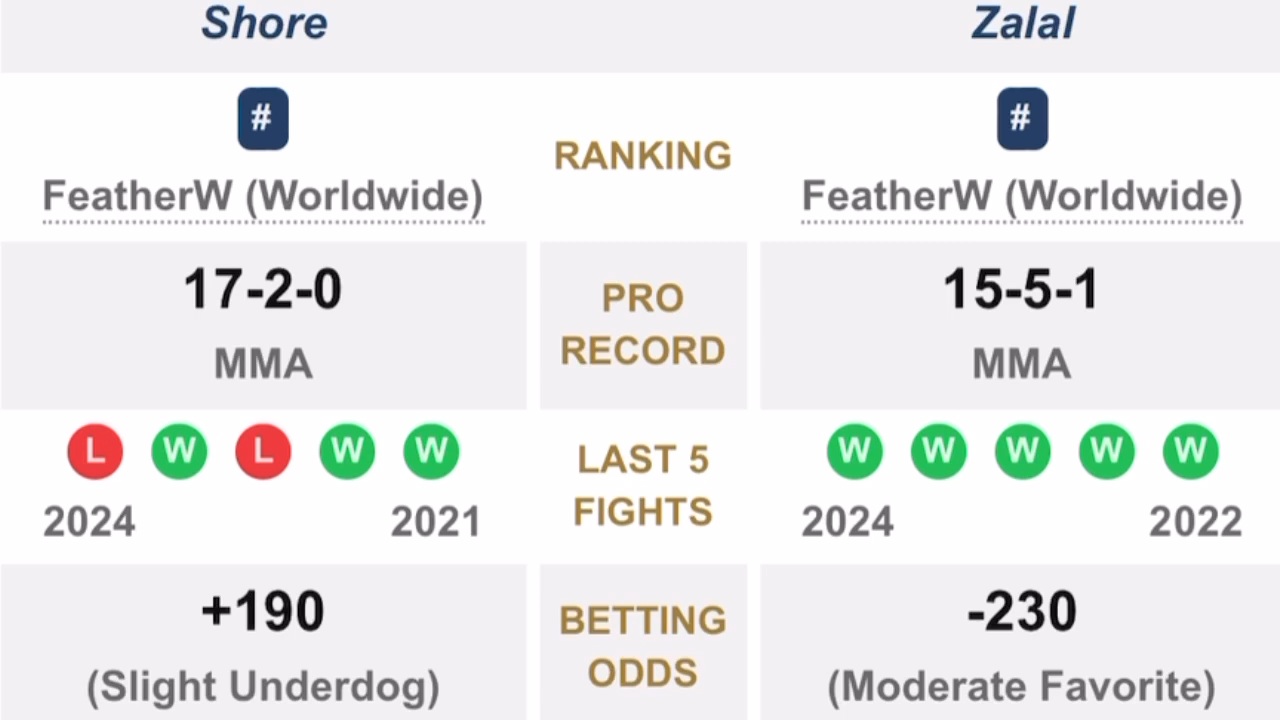 Shore Zalal
# #
RANKING
FeatherW (Worldwide) FeatherW (Worldwide)
17-2-0 PRO 15-5-1
MMA RECORD MMA
L W L W W LAST 5 W W W W W
2024 2021 FIGHTS 2024 2022
+190 BETTING -230
(Slight Underdog) ODDS (Moderate Favorite)